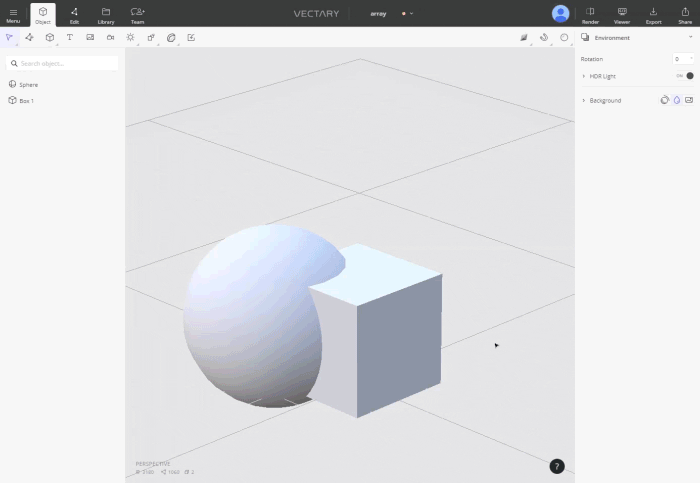 Menu
Object
Edit
Library
Team
VECTARY
array
Render
Viewer
Export
Share
Search object...
Environment
Sphere
Rotation
0
HDR Light
ON
Box 1
Background
PERSPECTIVE
?